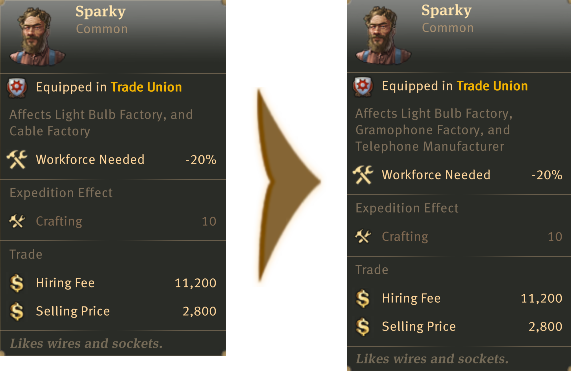 Sparky
Common
Equipped in Trade Union
Affects Light Bulb Factory, and
Cable Factory
Workforce Needed -20%
Expedition Effect
Crafting 10
Trade
Hiring Fee 11,200
Selling Price 2,800
Likes wires and sockets.
Sparky
Common
Equipped in Trade Union
Affects Light Bulb Factory,
Gramophone Factory, and
Telephone Manufacturer
Workforce Needed -20%
Expedition Effect
Crafting 10
Trade
Hiring Fee 11,200
Selling Price 2,800
Likes wires and sockets.